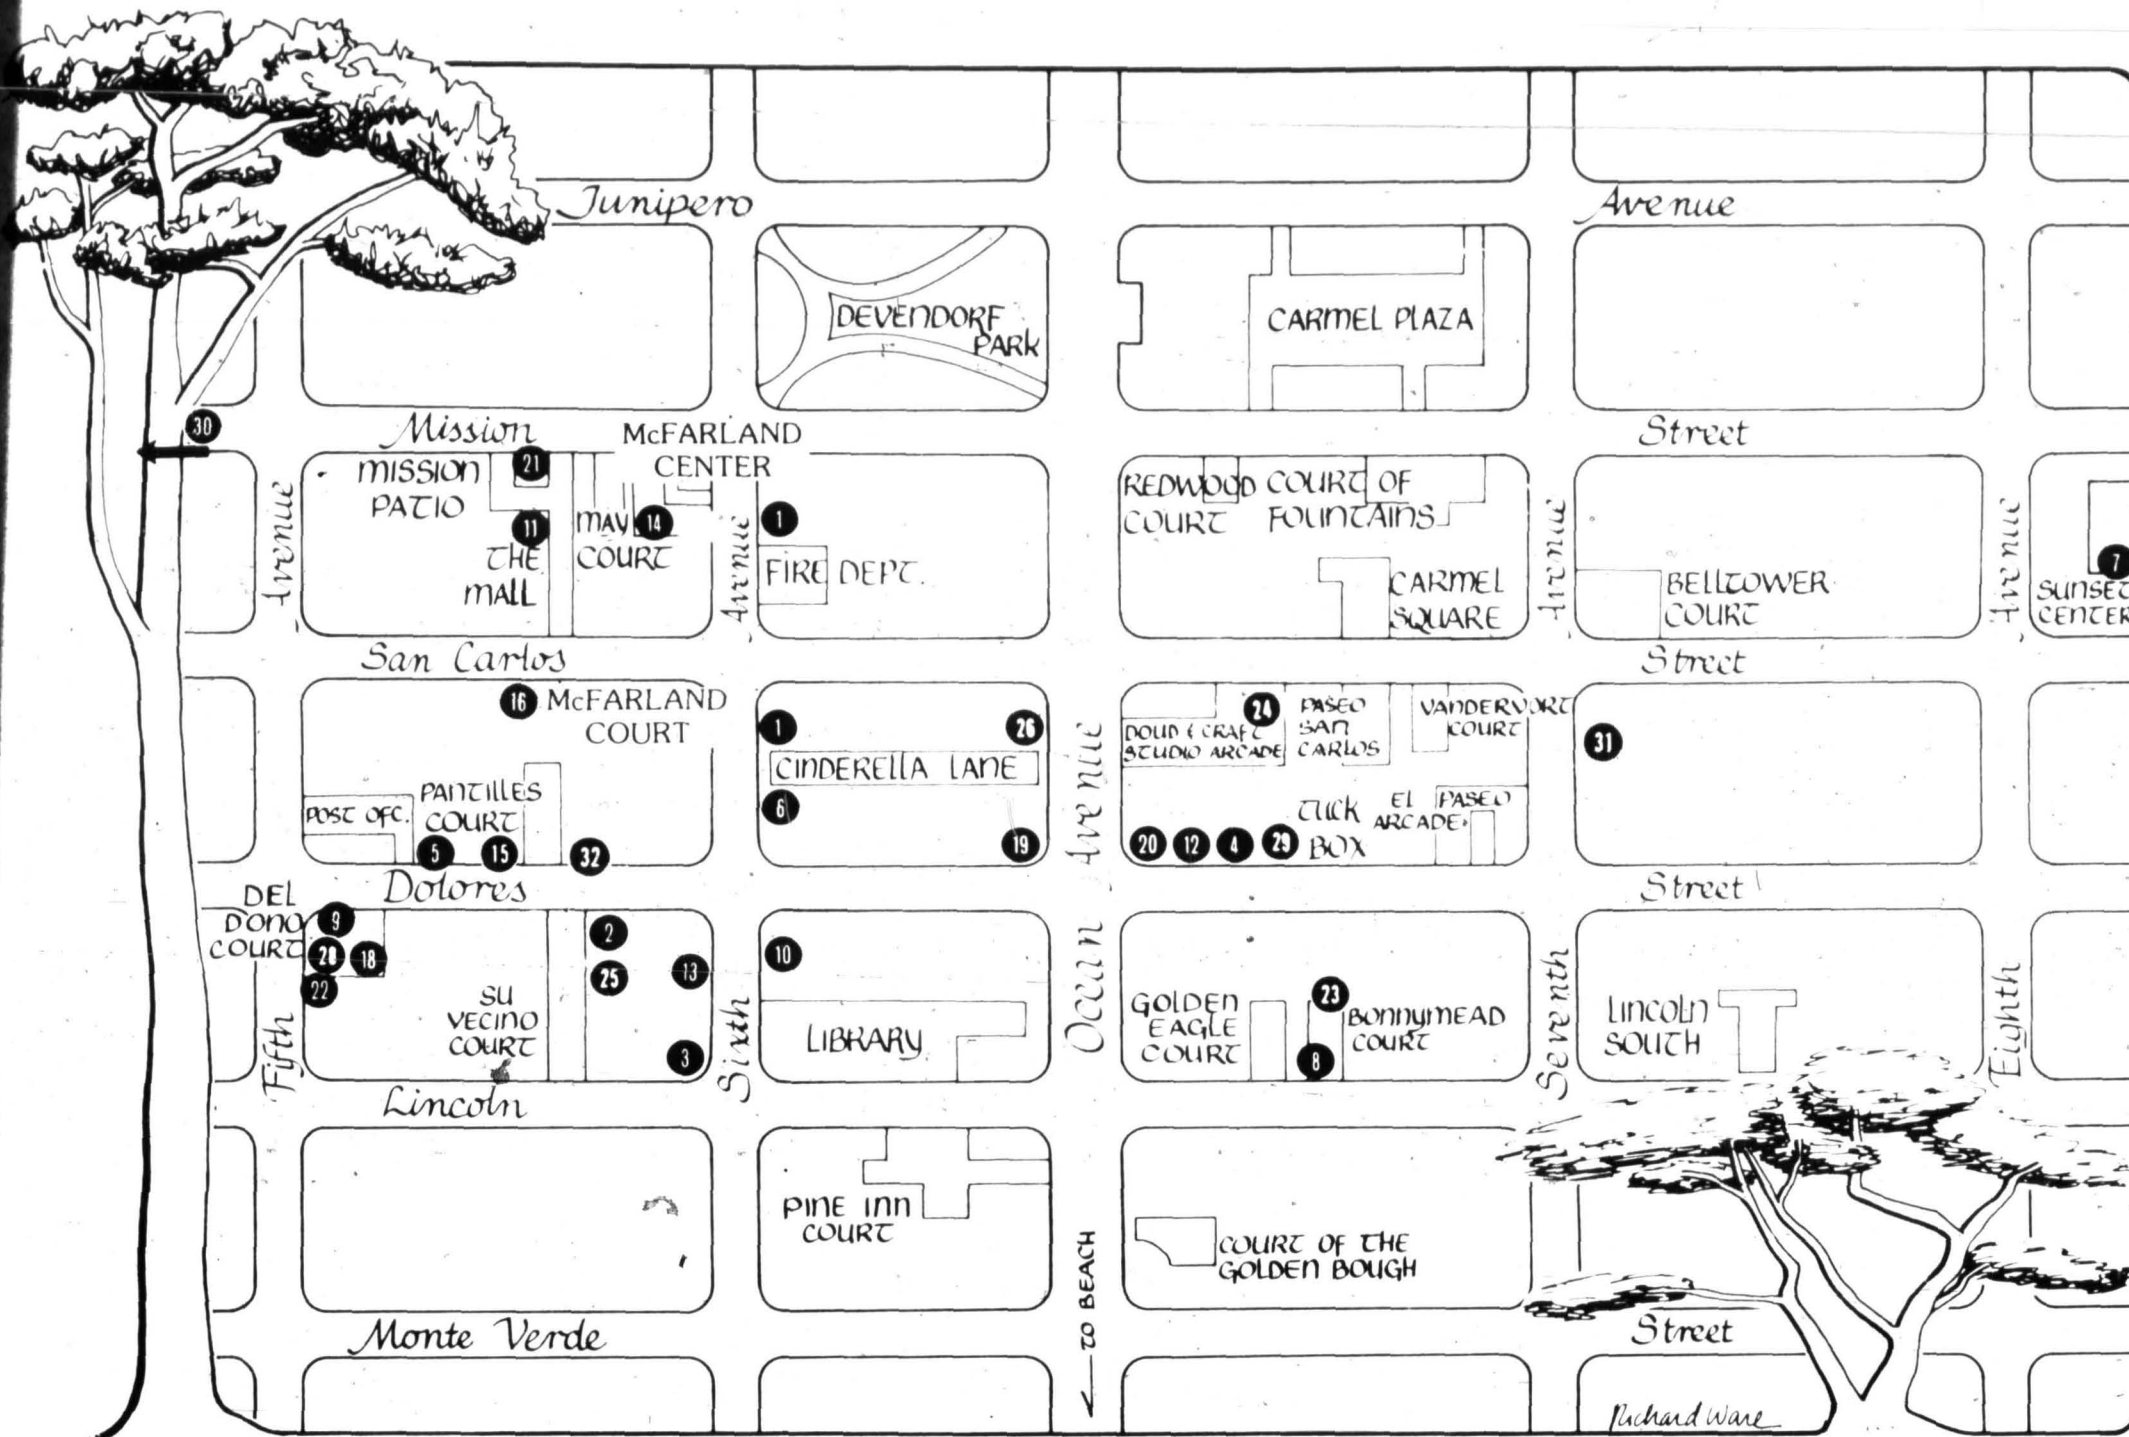 Junipero Avenue
DEVENDORF
PARK
CARMEL PLAZA
30
Mission Street
McFARLAND
CENTER
21
MISSION
PATIO
11
THE
MALL
MAY
COURT
14
1
FIRE DEPT.
REDWOOD
COURT
COURT OF
FOUNTAINS
CARMEL
SQUARE
BELLTOWER
COURT
7
SUNSET
CENTER
Avenue
Avenue
Avenue
Avenue
San Carlos Street
16
McFARLAND
COURT
POST OFC.
PANTILLES
COURT
5
15
32
1
26
CINDERELLA LANE
6
19
DOUD & CRAFT
STUDIO ARCADE
24
PASEO
SAN
CARLOS
VANDERVORT
COURT
20
12
4
29
TUCK
BOX
EL PASEO
ARCADE
31
Dolores Street
DEL
DONO
COURT
9
28
18
22
SU
VECINO
COURT
2
25
13
3
10
LIBRARY
GOLDEN
EAGLE
COURT
23
BONNYMEAD
COURT
8
LINCOLN
SOUTH
Fifth
Sixth
Ocean Avenue
Seventh
Eighth
Lincoln
PINE INN
COURT
COURT OF THE
GOLDEN BOUGH
TO BEACH
Monte Verde Street
Richard Ware